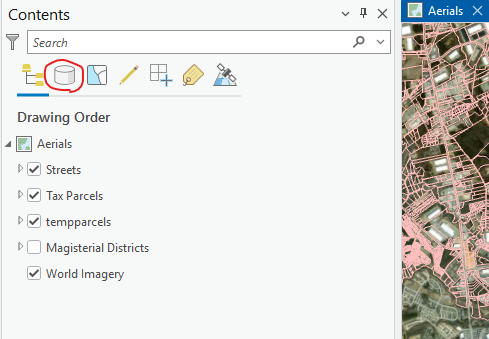 Contents
Aerials
Search
Drawing Order
Aerials
Streets
Tax Parcels
tempparcels
Magisterial Districts
World Imagery